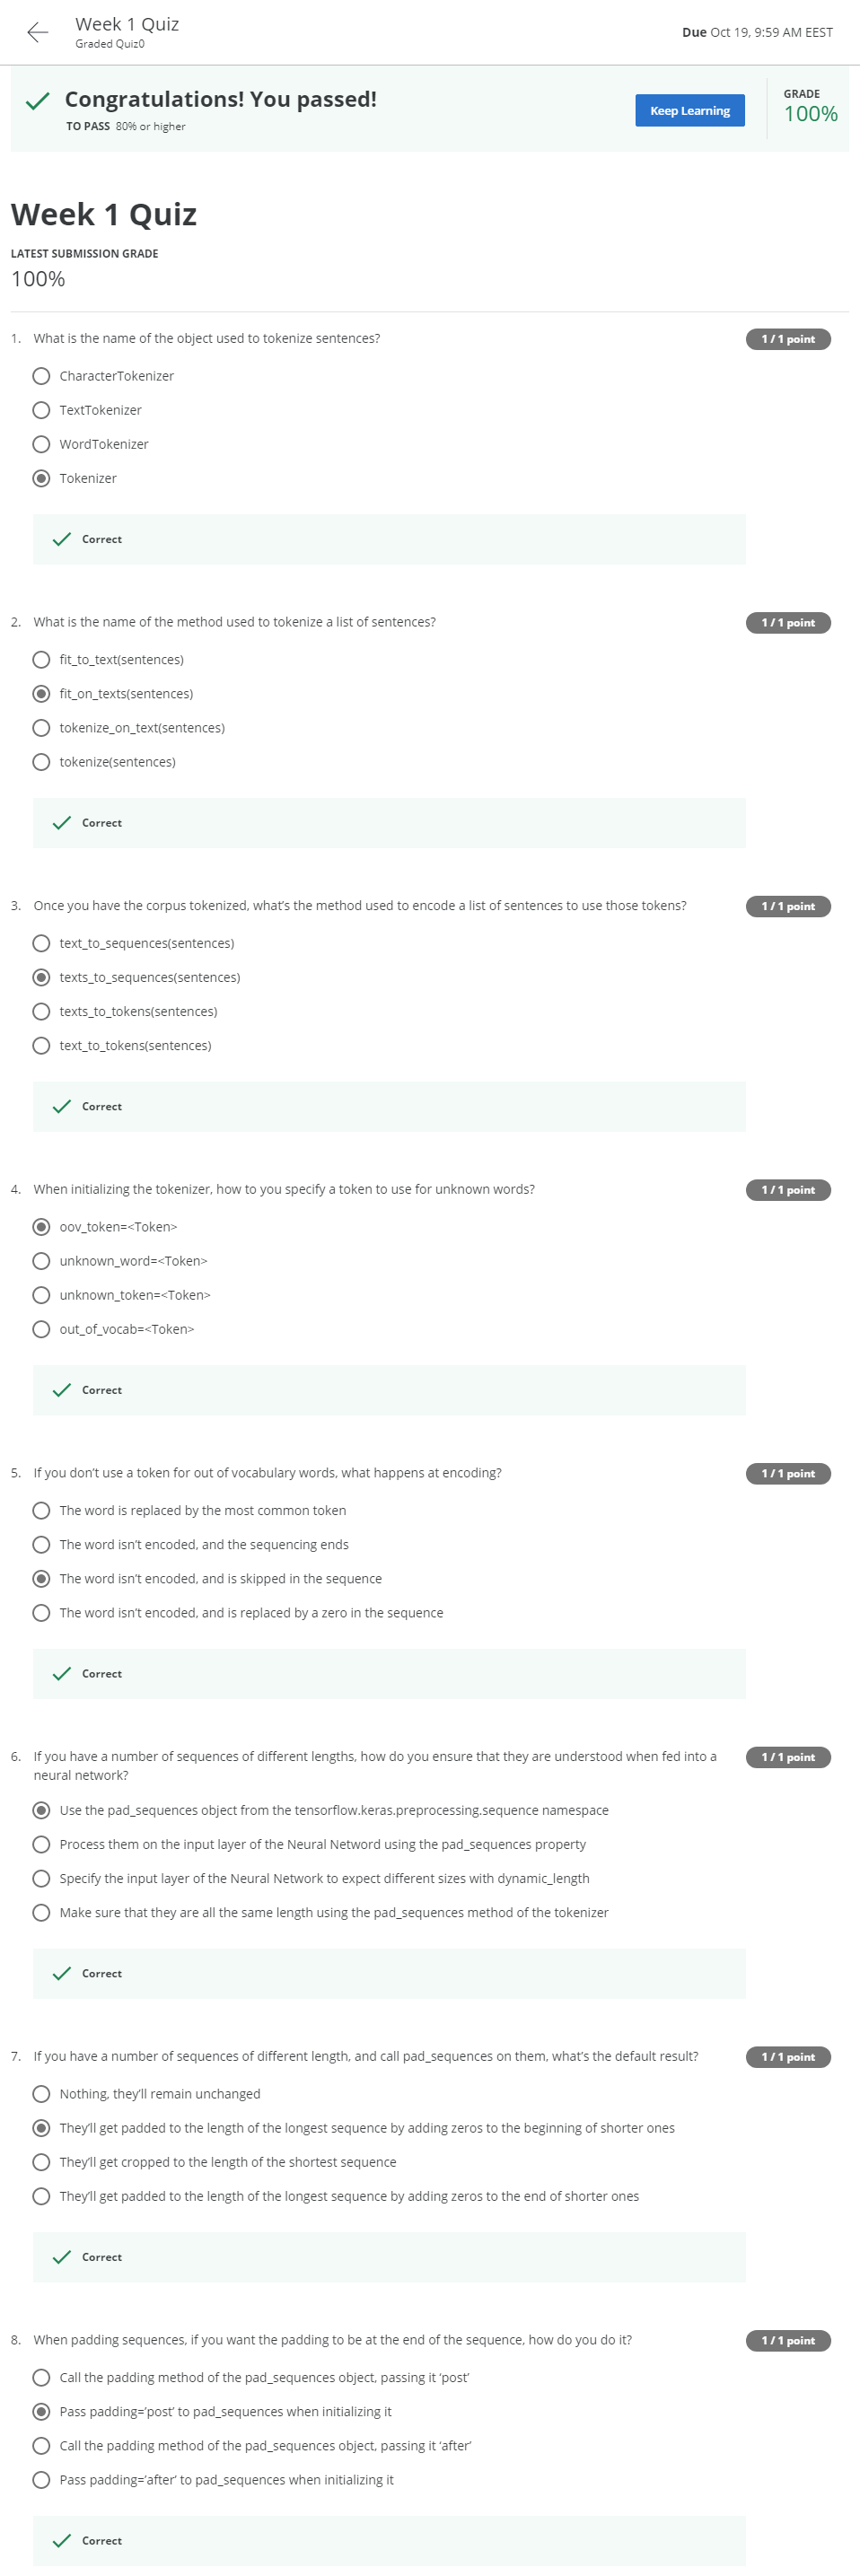 Week 1 Quiz
Graded Quiz0
Due Oct 19, 9:59 AM EEST
Congratulations! You passed!
TO PASS 80% or higher
Keep Learning
GRADE
100%
Week 1 Quiz
LATEST SUBMISSION GRADE
100%
1. What is the name of the object used to tokenize sentences?
1 / 1 point
CharacterTokenizer
TextTokenizer
WordTokenizer
Tokenizer
Correct
2. What is the name of the method used to tokenize a list of sentences?
1 / 1 point
fit_to_text(sentences)
fit_on_texts(sentences)
tokenize_on_text(sentences)
tokenize(sentences)
Correct
3. Once you have the corpus tokenized, what's the method used to encode a list of sentences to use those tokens?
1 / 1 point
text_to_sequences(sentences)
texts_to_sequences(sentences)
texts_to_tokens(sentences)
text_to_tokens(sentences)
Correct
4. When initializing the tokenizer, how to you specify a token to use for unknown words?
1 / 1 point
oov_token=<Token>
unknown_word=<Token>
unknown_token=<Token>
out_of_vocab=<Token>
Correct
5. If you don't use a token for out of vocabulary words, what happens at encoding?
1 / 1 point
The word is replaced by the most common token
The word isn't encoded, and the sequencing ends
The word isn't encoded, and is skipped in the sequence
The word isn't encoded, and is replaced by a zero in the sequence
Correct
6. If you have a number of sequences of different lengths, how do you ensure that they are understood when fed into a
neural network?
1 / 1 point
Use the pad_sequences object from the tensorflow.keras.preprocessing.sequence namespace
Process them on the input layer of the Neural Netword using the pad_sequences property
Specify the input layer of the Neural Network to expect different sizes with dynamic_length
Make sure that they are all the same length using the pad_sequences method of the tokenizer
Correct
7. If you have a number of sequences of different length, and call pad_sequences on them, what's the default result?
1 / 1 point
Nothing, they'll remain unchanged
They'll get padded to the length of the longest sequence by adding zeros to the beginning of shorter ones
They'll get cropped to the length of the shortest sequence
They'll get padded to the length of the longest sequence by adding zeros to the end of shorter ones
Correct
8. When padding sequences, if you want the padding to be at the end of the sequence, how do you do it?
1 / 1 point
Call the padding method of the pad_sequences object, passing it ‘post’
Pass padding=’post’ to pad_sequences when initializing it
Call the padding method of the pad_sequences object, passing it ‘after’
Pass padding=’after’ to pad_sequences when initializing it
Correct